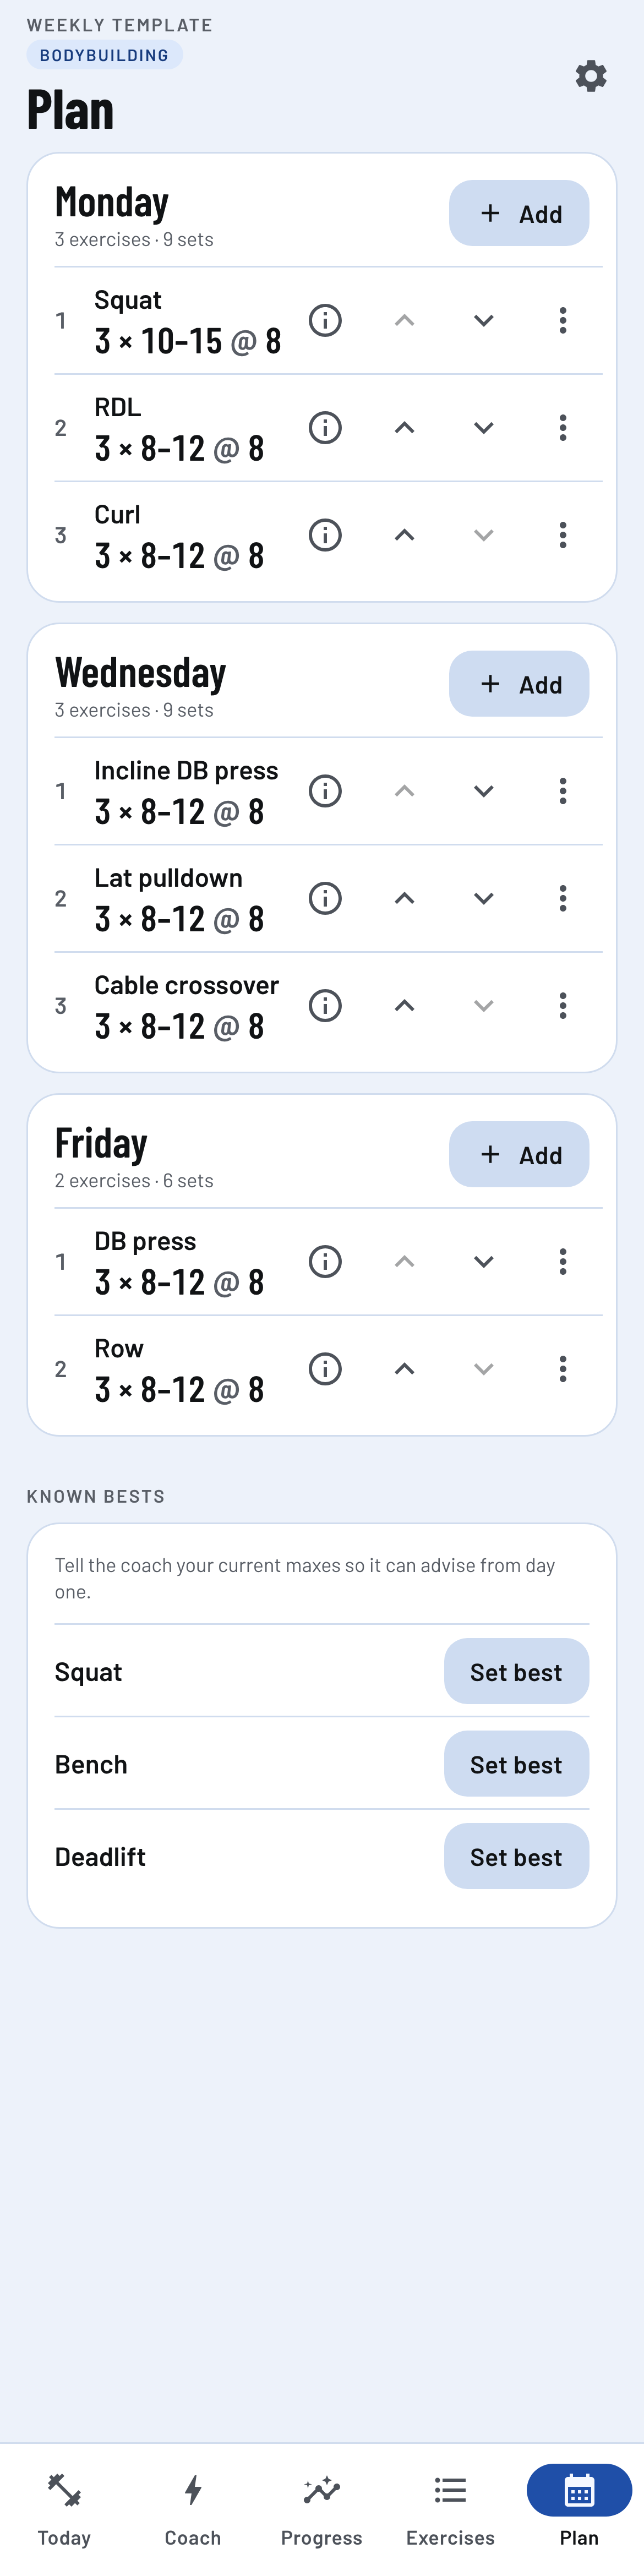 WEEKLY TEMPLATE
BODYBUILDING
Plan
Monday
3 exercises · 9 sets
+ Add
1
Squat
3 × 10–15 @ 8
2
RDL
3 × 8–12 @ 8
3
Curl
3 × 8–12 @ 8
Wednesday
3 exercises · 9 sets
+ Add
1
Incline DB press
3 × 8–12 @ 8
2
Lat pulldown
3 × 8–12 @ 8
3
Cable crossover
3 × 8–12 @ 8
Friday
2 exercises · 6 sets
+ Add
1
DB press
3 × 8–12 @ 8
2
Row
3 × 8–12 @ 8
KNOWN BESTS
Tell the coach your current maxes so it can advise from day
one.
Squat
Set best
Bench
Set best
Deadlift
Set best
Today
Coach
Progress
Exercises
Plan